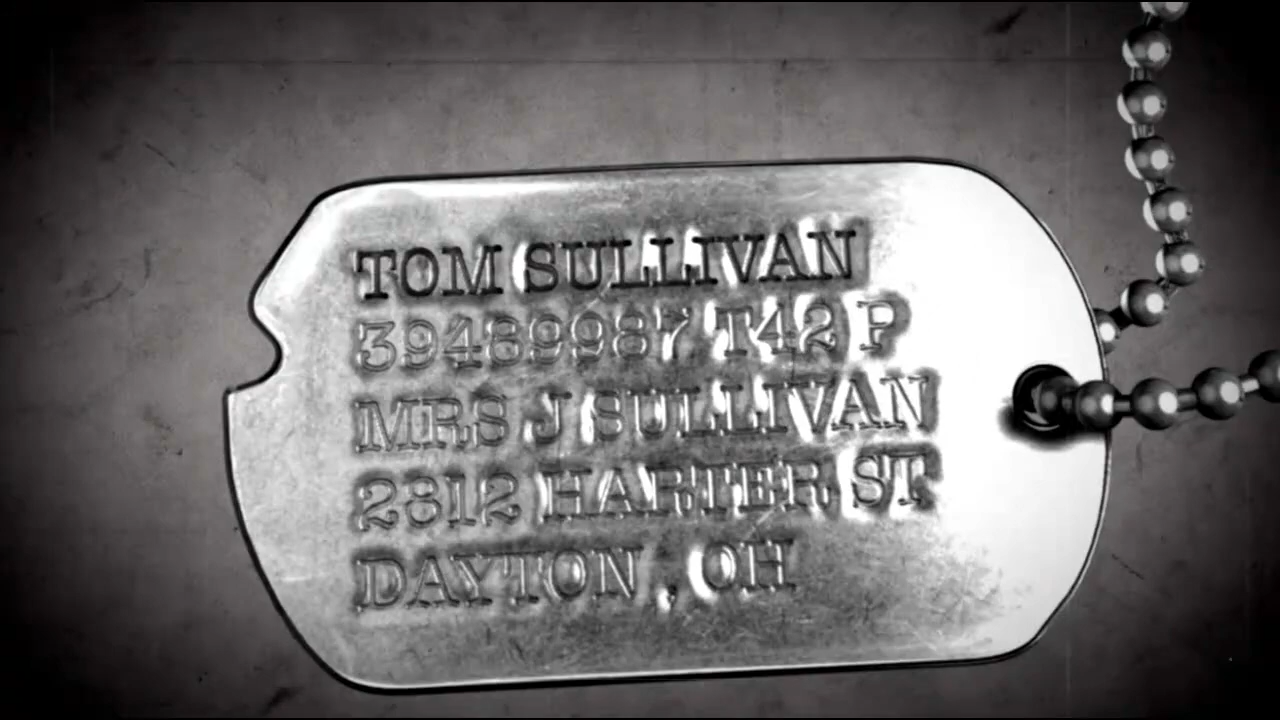 TOM SULLIVAN
39489987 T42 P
MRS J SULLIVAN
2812 HARTER ST
DAYTON , OH